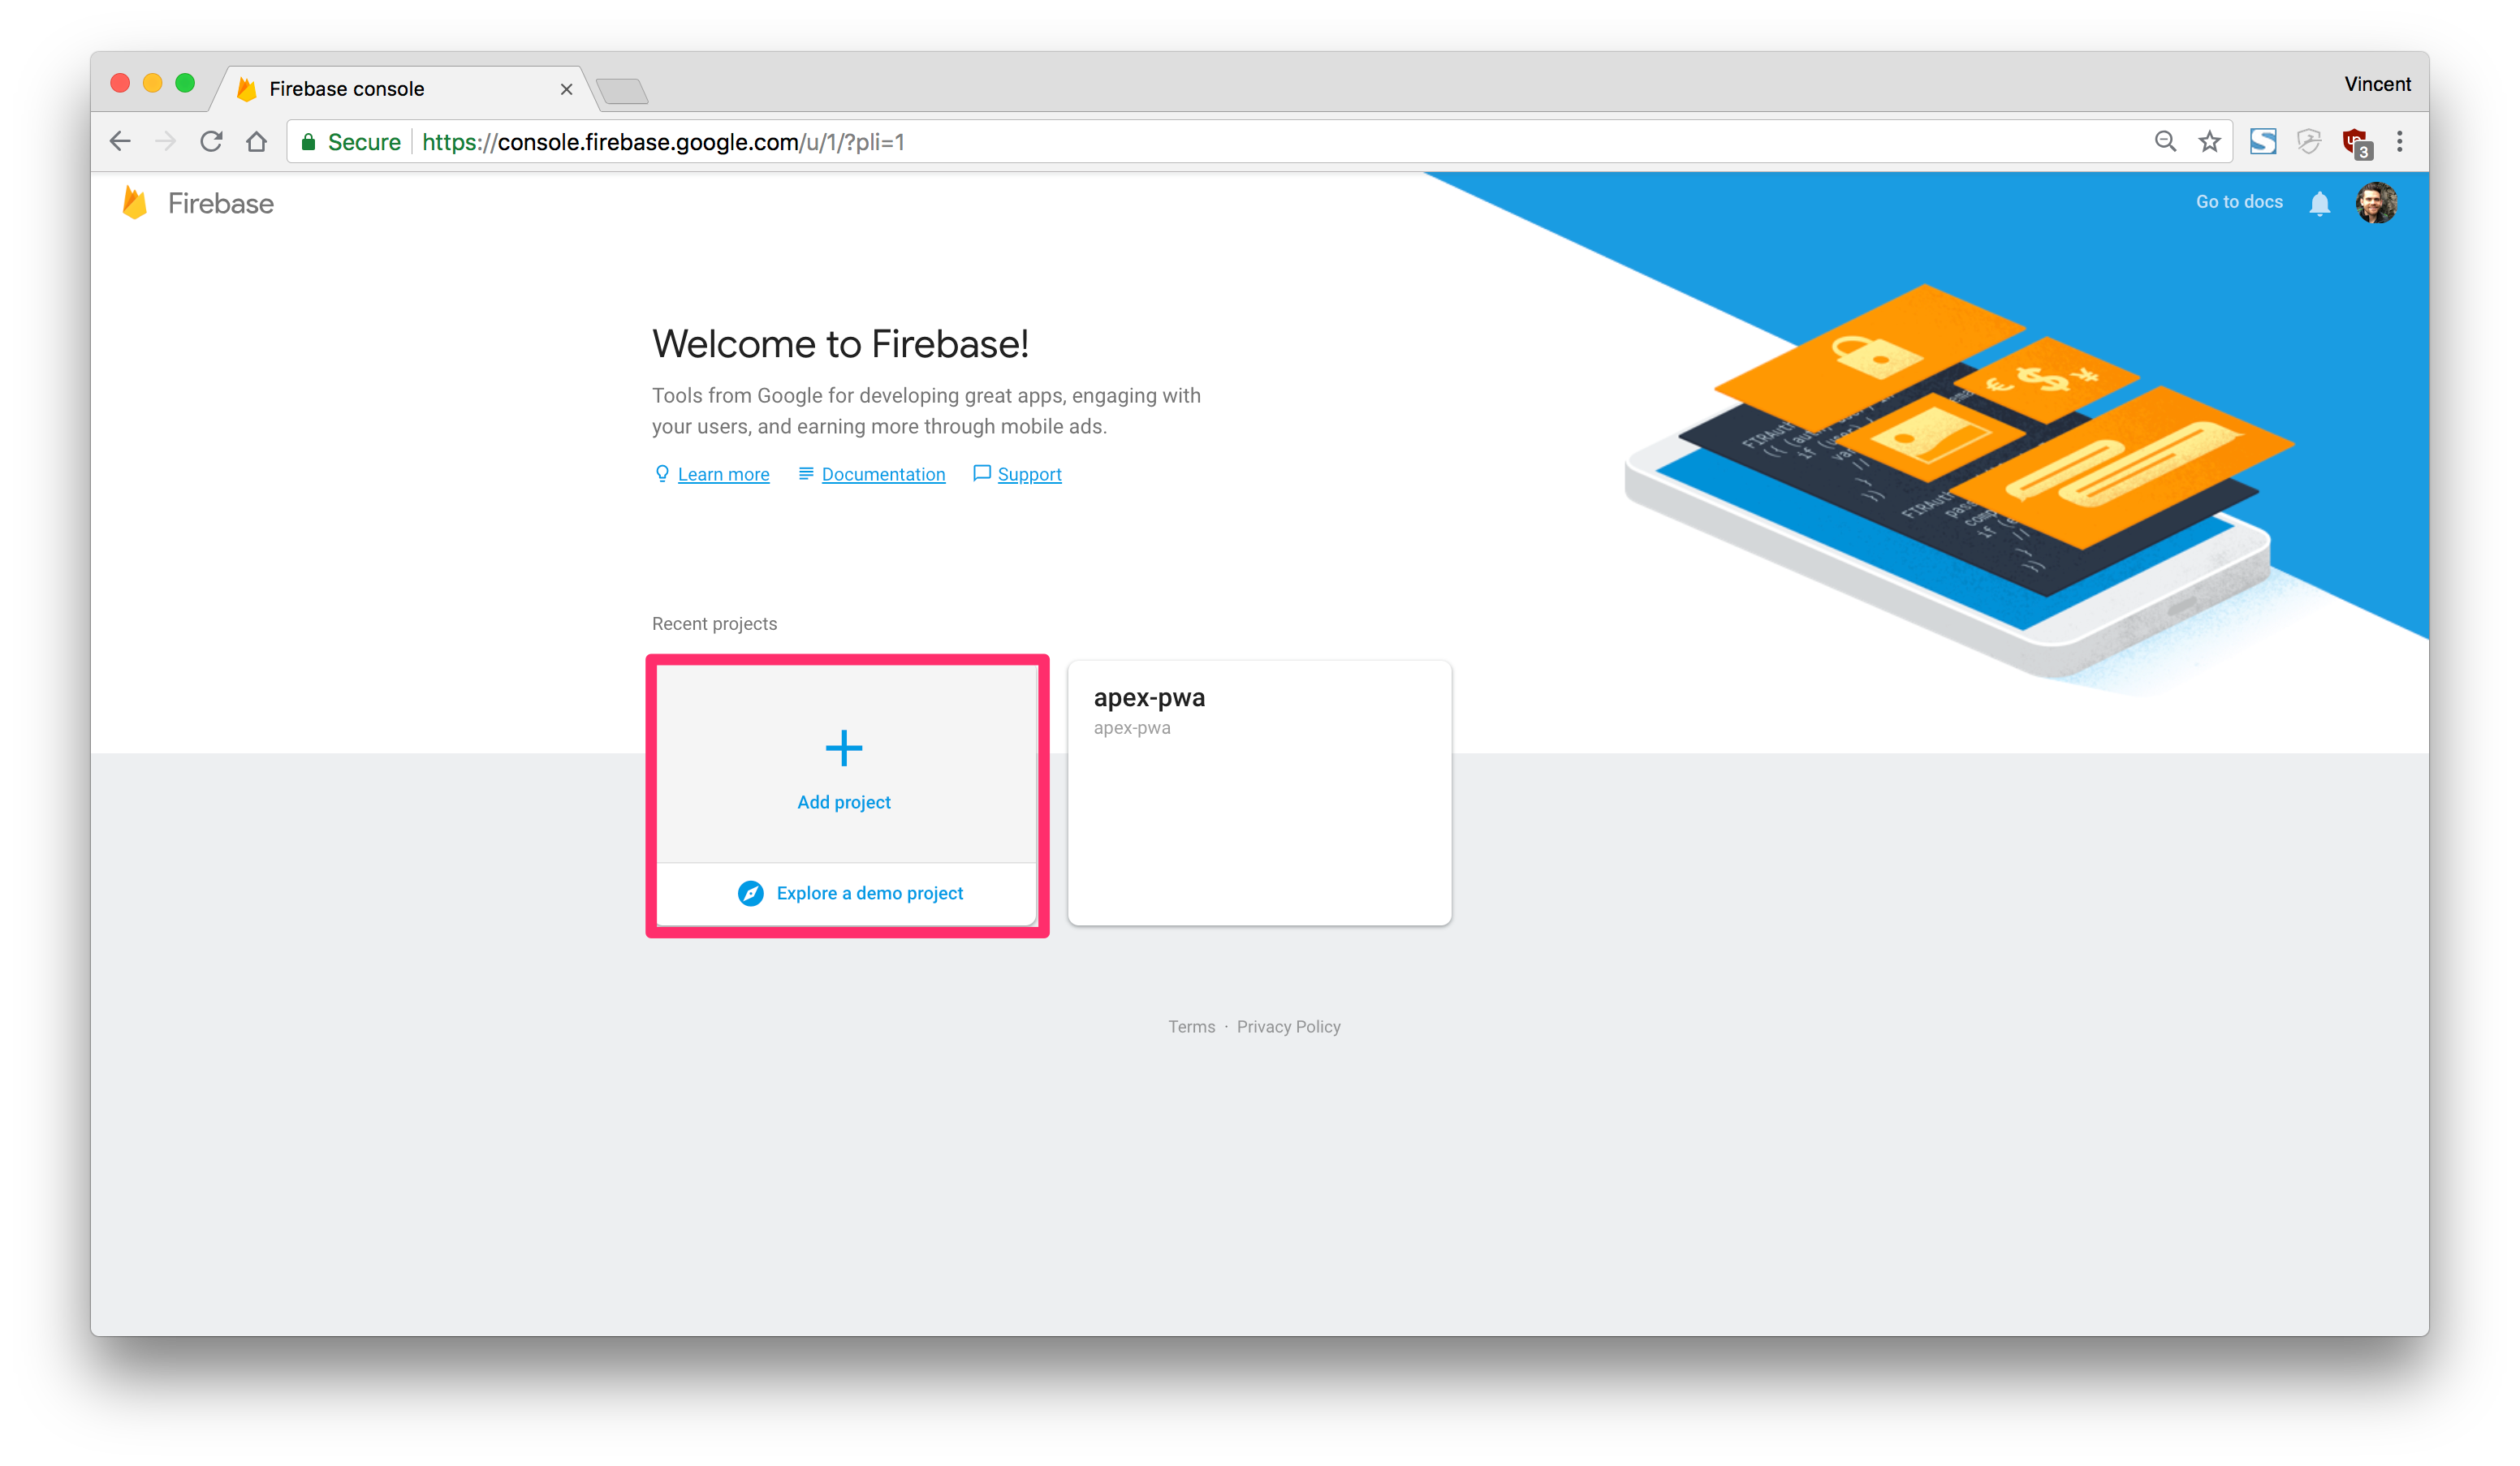 Firebase console
Vincent
Secure https://console.firebase.google.com/u/1/?pli=1
3
Firebase
Go to docs
Welcome to Firebase!
Tools from Google for developing great apps, engaging with
your users, and earning more through mobile ads.
Learn more Documentation Support
Recent projects
Add project
Explore a demo project
apex-pwa
apex-pwa
Terms · Privacy Policy